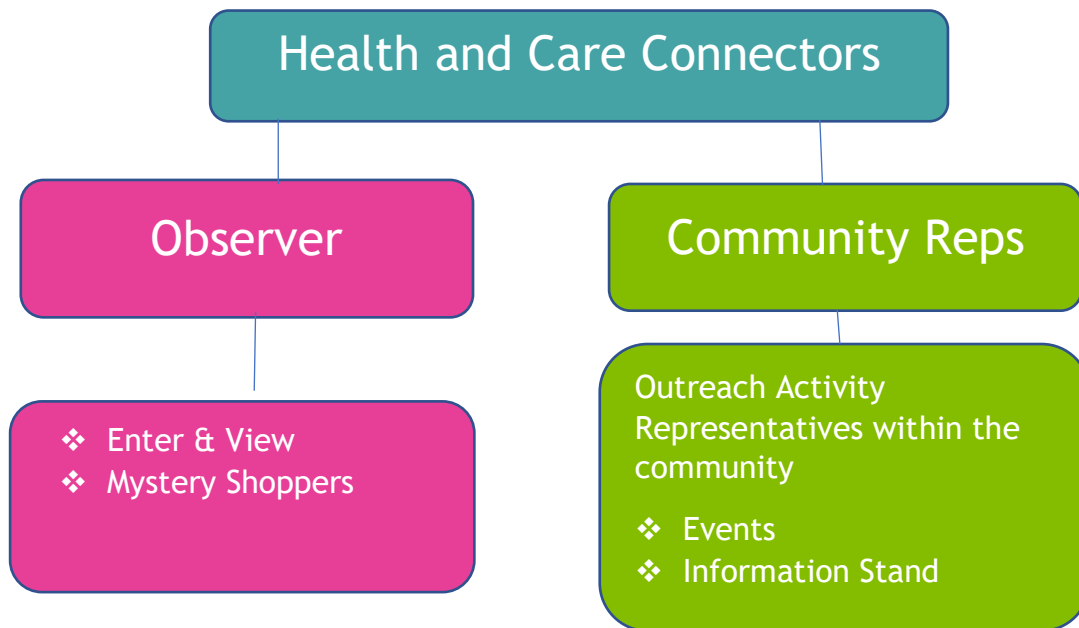 Health and Care Connectors
Observer
Community Reps
❖ Enter & View
❖ Mystery Shoppers
Outreach Activity
Representatives within the
community
❖ Events
❖ Information Stand